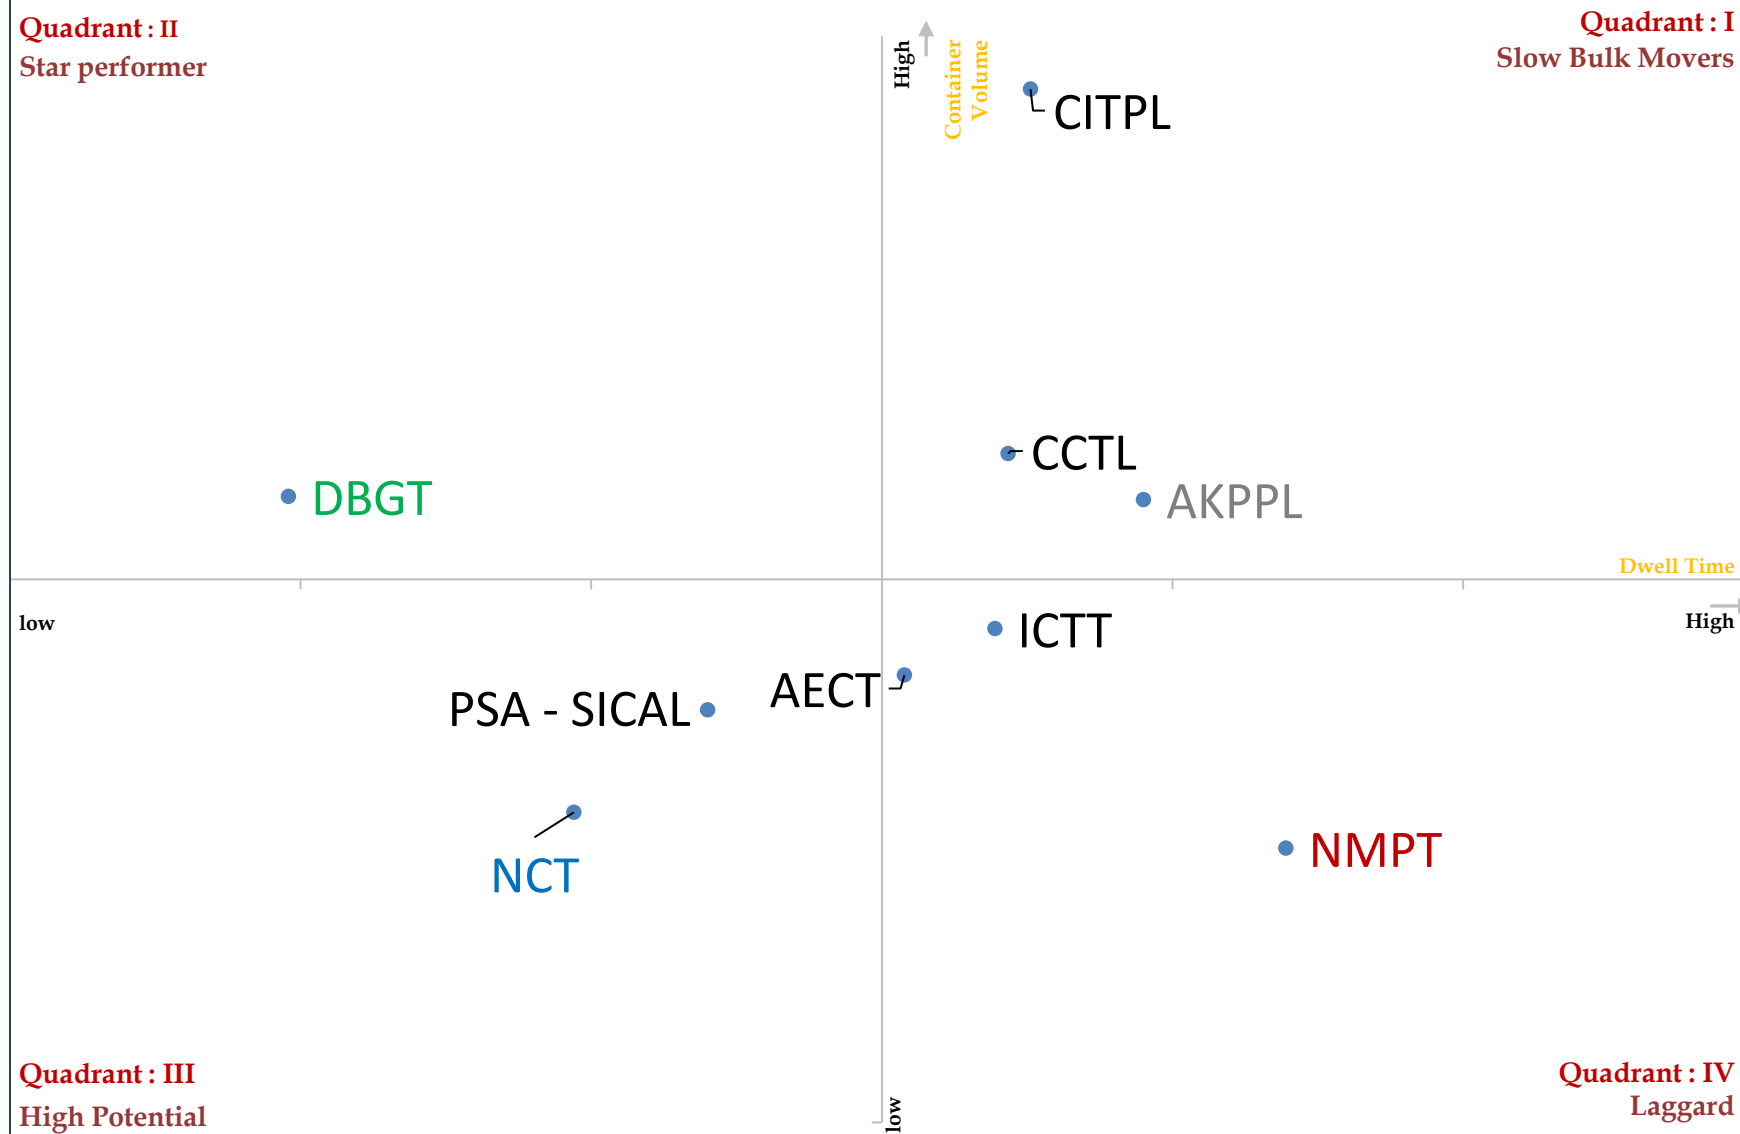 Quadrant : II
Star performer
Quadrant : I
Slow Bulk Movers
High
Container
Volume
CITPL
CCTL
DBGT
AKPPL
Dwell Time
low
High
ICTT
AECT
PSA - SICAL
NCT
NMPT
Quadrant : III
High Potential
low
Quadrant : IV
Laggard